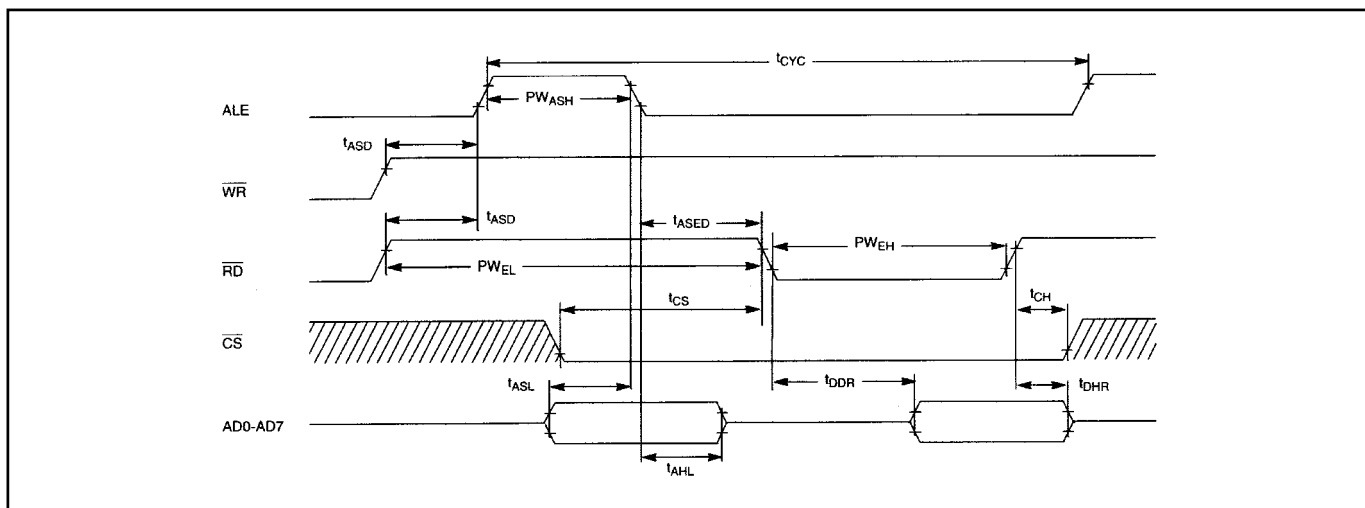 tCYC
ALE
PWASH
tASD
WR
tASD
tASED
RD
PWEL
PWEH
tCS
tCH
CS
tASL
tDDR
tDHR
AD0-AD7
tAHL